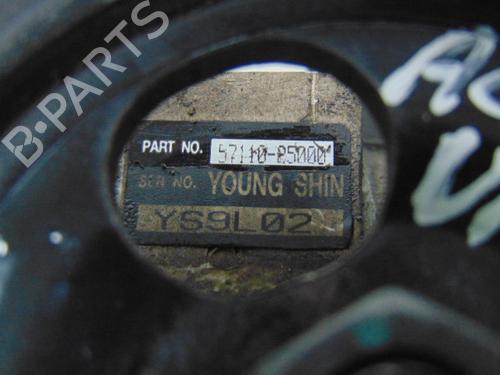 B-PARTS
PART NO. 57110-25000
SER NO. YOUNG SHIN
YS9L02